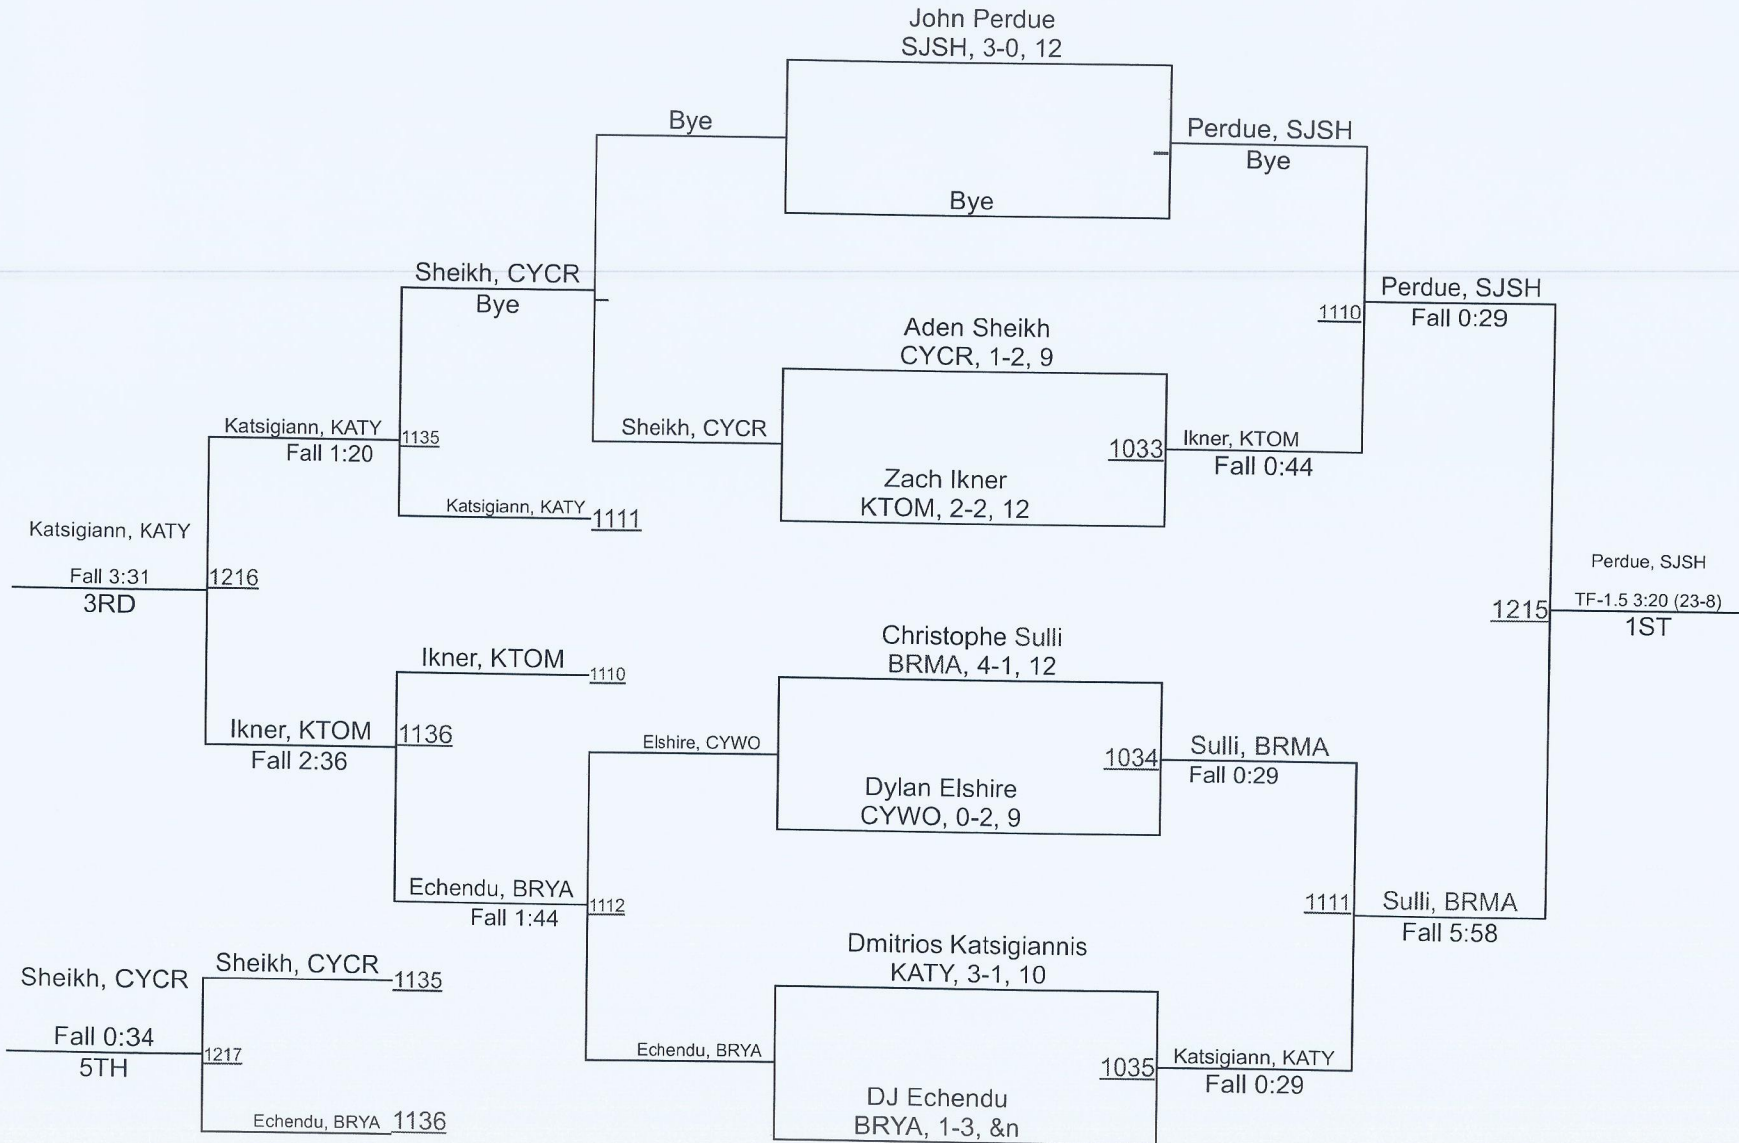 John Perdue
SJSH, 3-0, 12
Bye
Perdue, SJSH
Bye
Bye
Sheikh, CYCR
Bye
Perdue, SJSH
1110
Fall 0:29
Aden Sheikh
CYCR, 1-2, 9
Katsigiann, KATY
1135
Fall 1:20
Sheikh, CYCR
1033
Ikner, KTOM
Fall 0:44
Zach Ikner
KTOM, 2-2, 12
Katsigiann, KATY
1111
Katsigiann, KATY
Fall 3:31
1216
3RD
Perdue, SJSH
1215
TF-1.5 3:20 (23-8)
1ST
Christophe Sulli
BRMA, 4-1, 12
Ikner, KTOM
1110
Ikner, KTOM
1136
Fall 2:36
Elshire, CYWO
1034
Sulli, BRMA
Fall 0:29
Dylan Elshire
CYWO, 0-2, 9
Echendu, BRYA
1112
Fall 1:44
1111
Sulli, BRMA
Fall 5:58
Dmitrios Katsigiannis
KATY, 3-1, 10
Sheikh, CYCR
Sheikh, CYCR
1135
Fall 0:34
1217
5TH
Echendu, BRYA
1035
Katsigiann, KATY
Fall 0:29
DJ Echendu
BRYA, 1-3, &n
Echendu, BRYA
1136